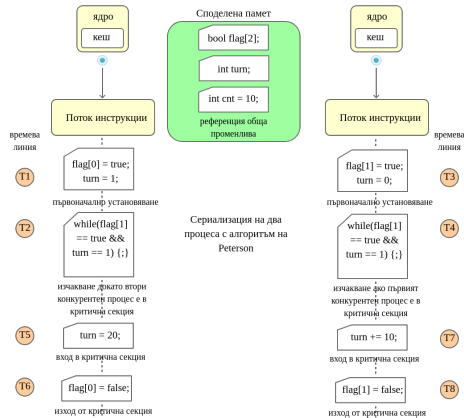 ядро
кеш
Поток инструкции
времева
линия
T1
flag[0] = true;
turn = 1;
първоначално установяване
T2
while(flag[1]
== true &&
turn == 1) {;}
изчакване докато втори
конкурентен процес е в
критична секция
T5
turn = 20;
вход в критична секция
T6
flag[0] = false;
изход от критична секция
Споделена памет
bool flag[2];
int turn;
int cnt = 10;
референция обща
променлива
Сериализация на два
процеса с алгоритъм на
Peterson
ядро
кеш
Поток инструкции
времева
линия
flag[1] = true;
turn = 0;
T3
първоначално установяване
while(flag[1]
== true &&
turn == 1) {;}
T4
изчакване ако първият
конкурентен процес е в
критична секция
turn += 10;
T7
вход в критична секция
flag[1] = false;
T8
изход от критична секция